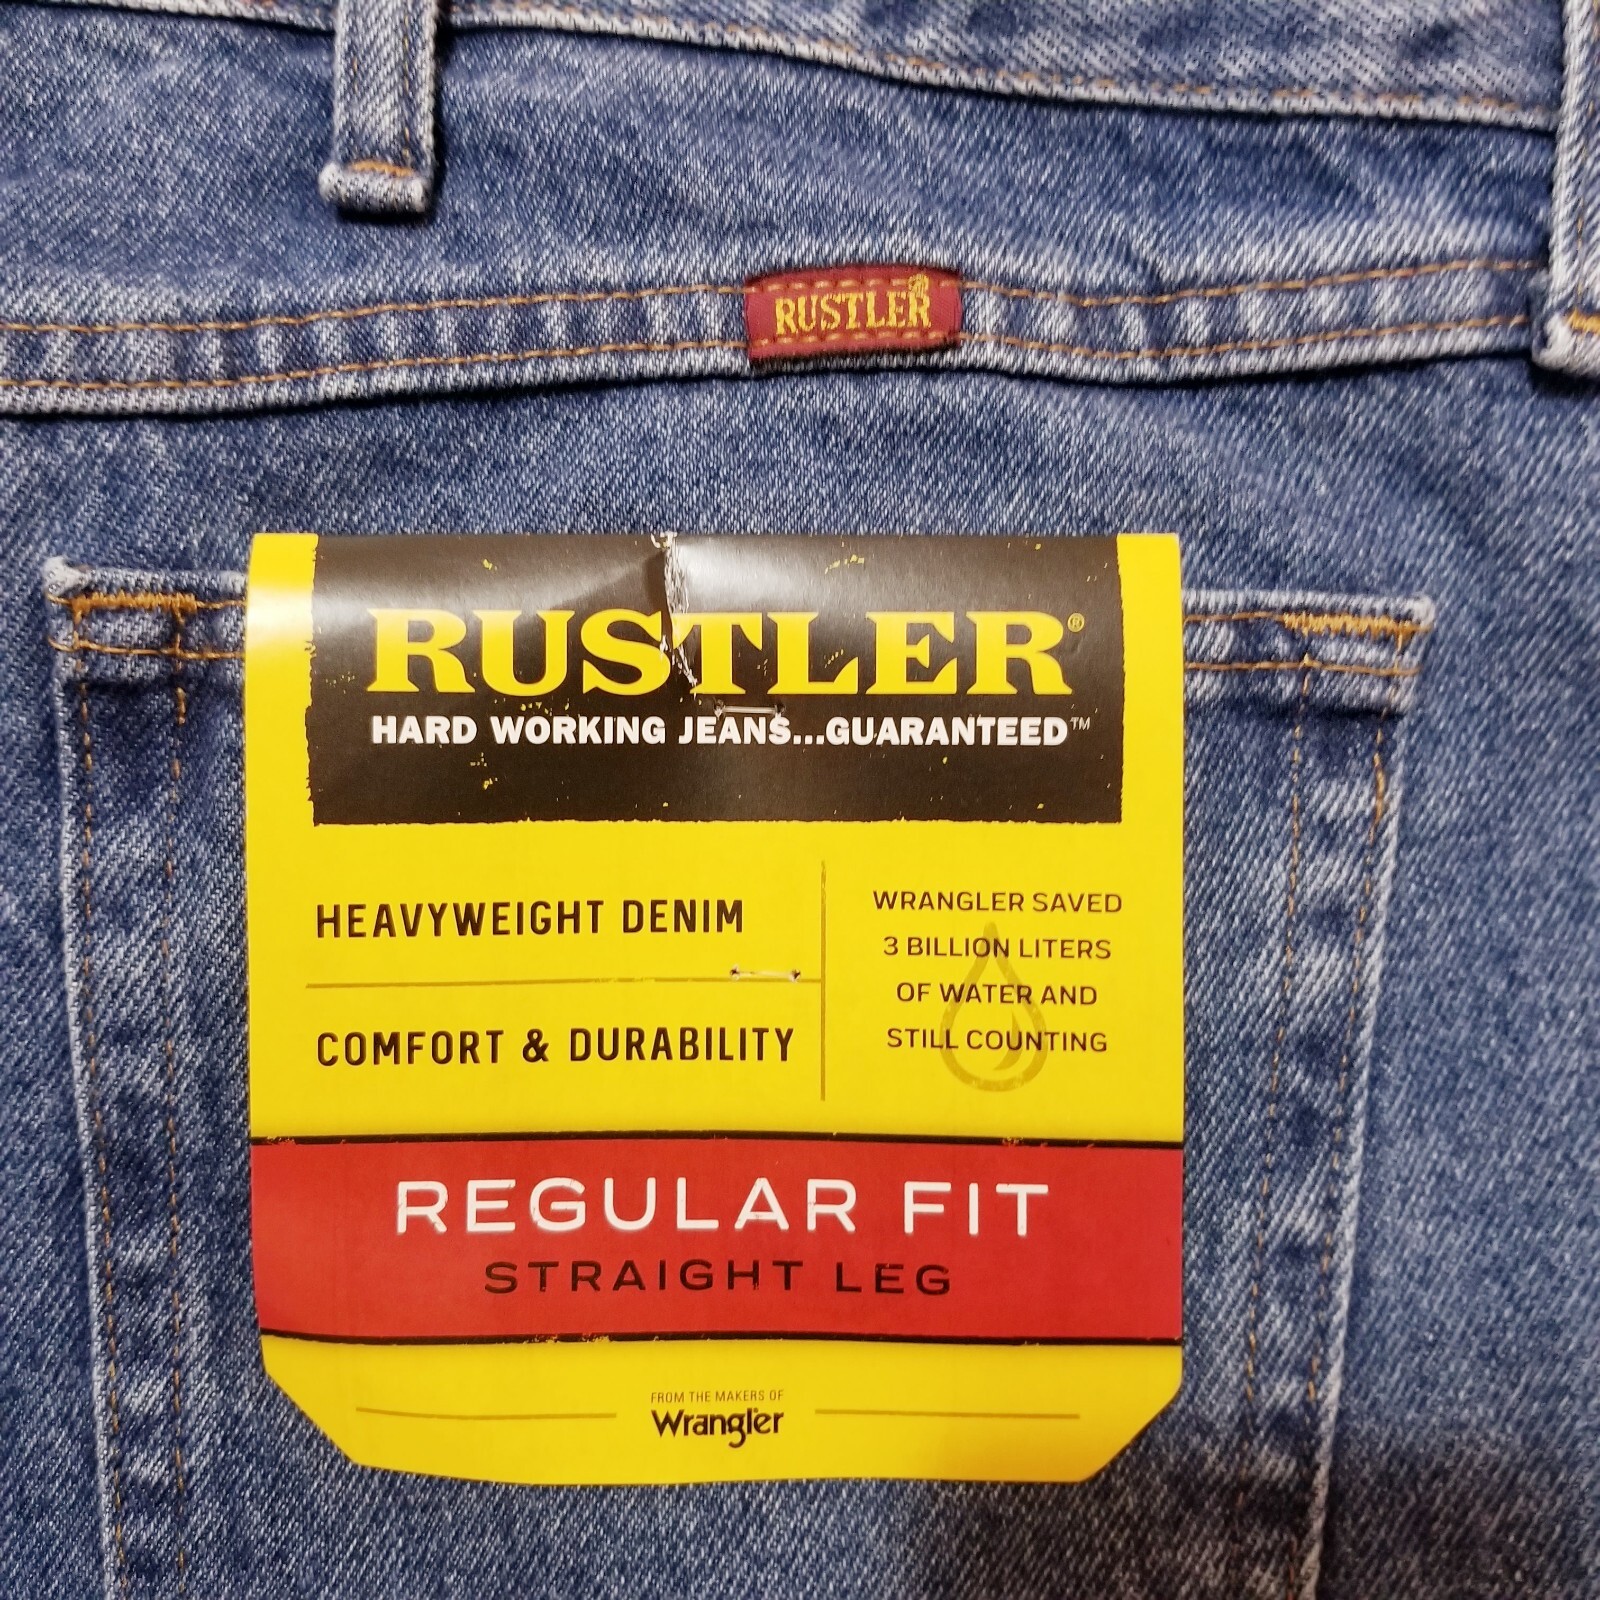 RUSTLER
RUSTLER®
HARD WORKING JEANS...GUARANTEED™
HEAVYWEIGHT DENIM
COMFORT & DURABILITY
WRANGLER SAVED
3 BILLION LITERS
OF WATER AND
STILL COUNTING
REGULAR FIT
STRAIGHT LEG
FROM THE MAKERS OF
Wrangler